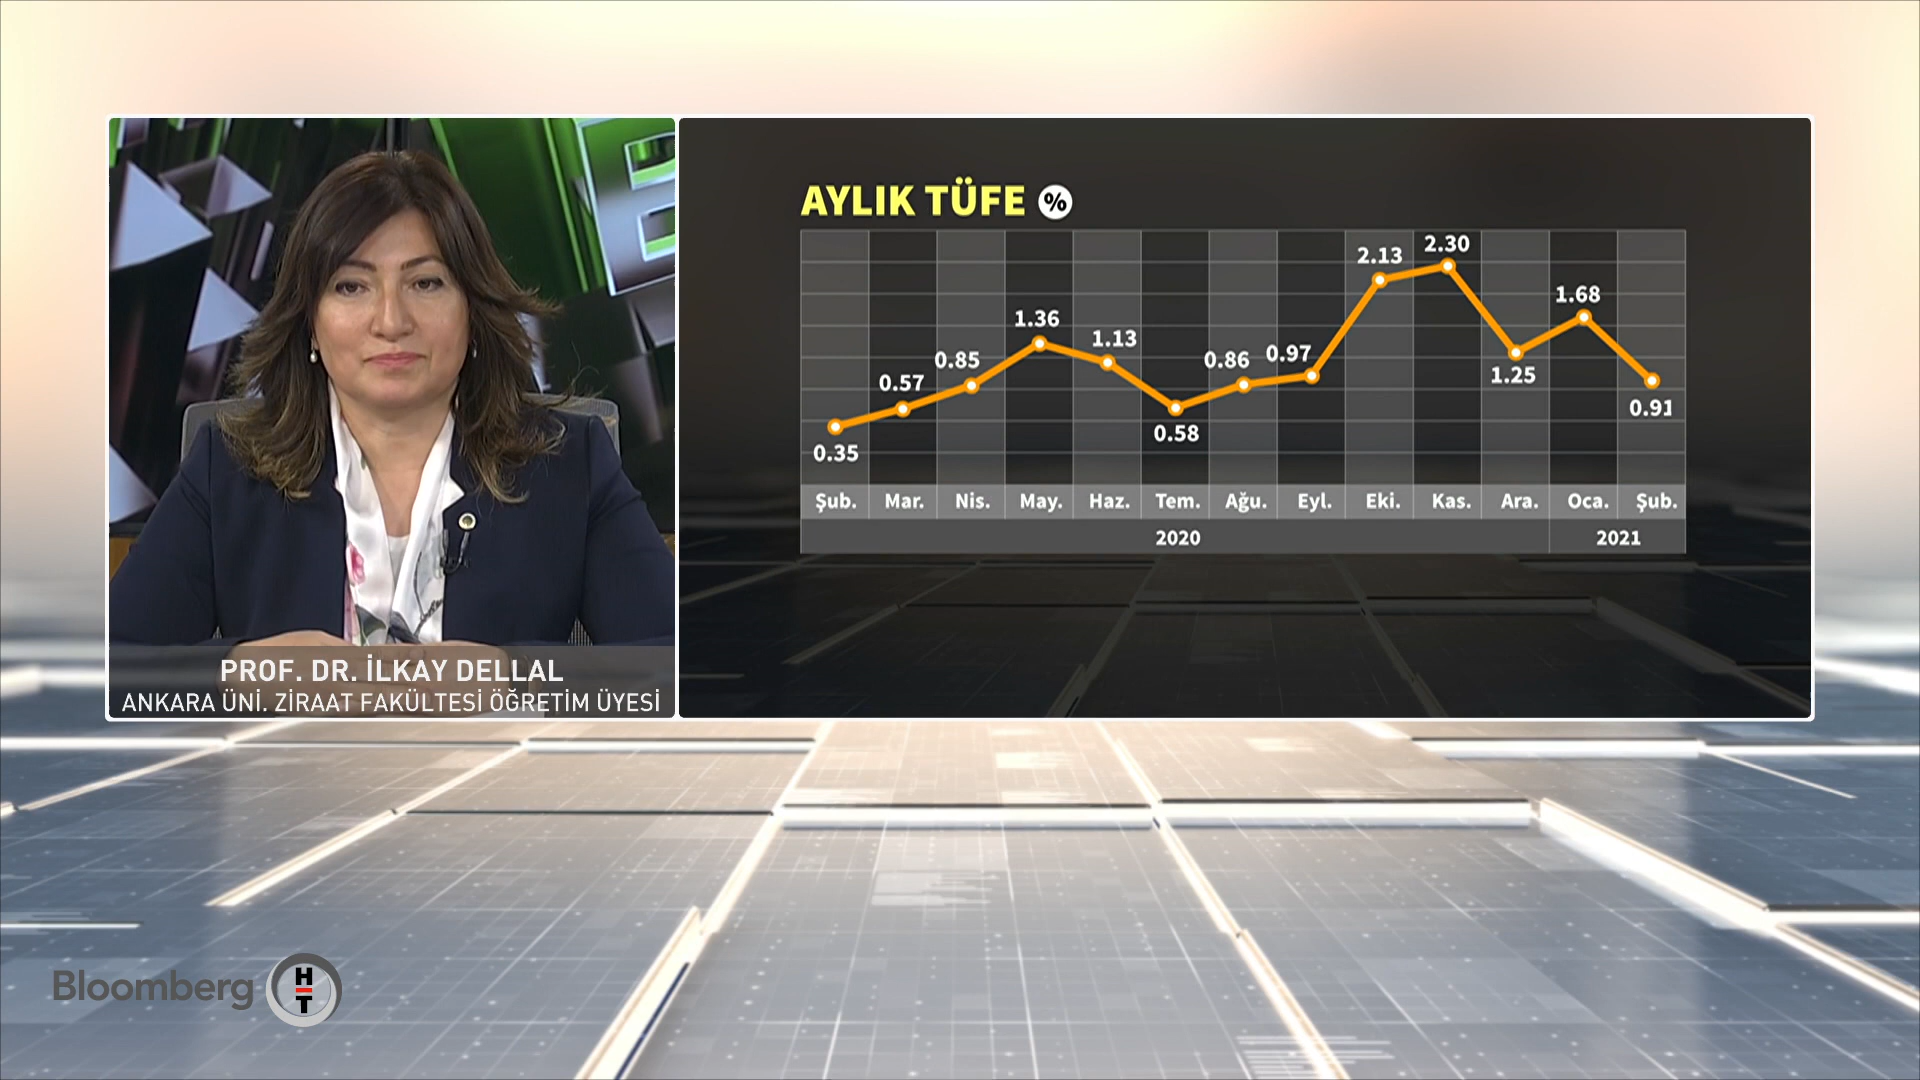 AYLIK TÜFE %
2.13 2.30
1.68
1.36
1.13
0.85 0.86 0.97
0.57
1.25
0.91
0.58
0.35
Şub. Mar. Nis. May. Haz. Tem. Ağu. Eyl. Eki. Kas. Ara. Oca. Şub.
2020 2021
PROF. DR. İLKAY DELLAL
ANKARA ÜNİ. ZİRAAT FAKÜLTESİ ÖĞRETİM ÜYESİ
Bloomberg HT